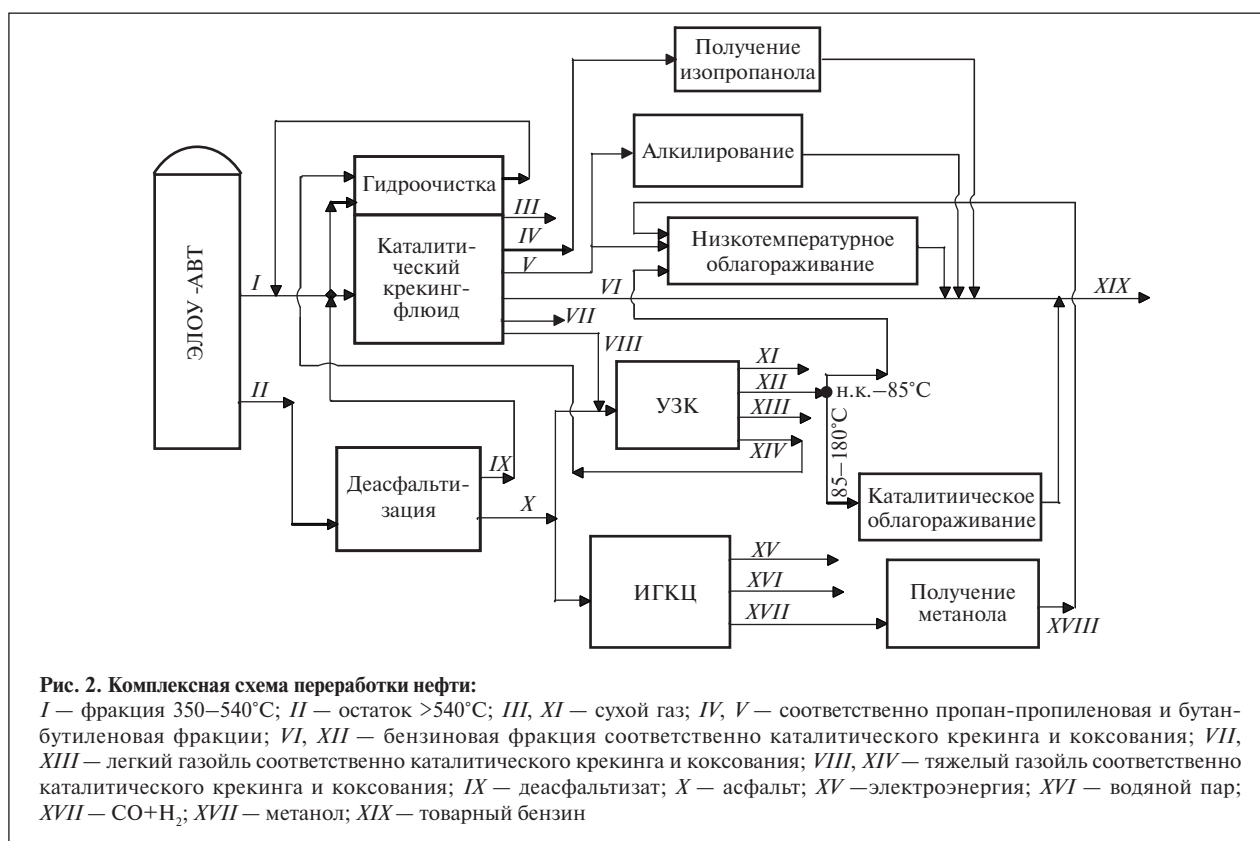 Получение
изопропанола
Алкилирование
Гидроочистка
III
IV
Каталити-
ческий
крекинг-
флюид
V
Низкотемпературное
облагораживание
ЭЛОУ -АВТ
I
VI
XIX
VII
VIII
XI
XII
н.к.–85°С
УЗК
XIII
XIV
II
85–180°С
IX
Деасфальти-
зация
X
Каталитиическое
облагораживание
XV
ИГКЦ
XVI
XVII
Получение
метанола
XVIII
Рис. 2. Комплексная схема переработки нефти:
I — фракция 350–540°С; II — остаток >540°С; III, XI — сухой газ; IV, V — соответственно пропан-пропиленовая и бутан-
бутиленовая фракции; VI, XII — бензиновая фракция соответственно каталитического крекинга и коксования; VII,
XIII — легкий газойль соответственно каталитического крекинга и коксования; VIII, XIV — тяжелый газойль соответственно
каталитического крекинга и коксования; IX — деасфальтизат; X — асфальт; XV —электроэнергия; XVI — водяной пар;
XVII — CO+H₂; XVII — метанол; XIX — товарный бензин